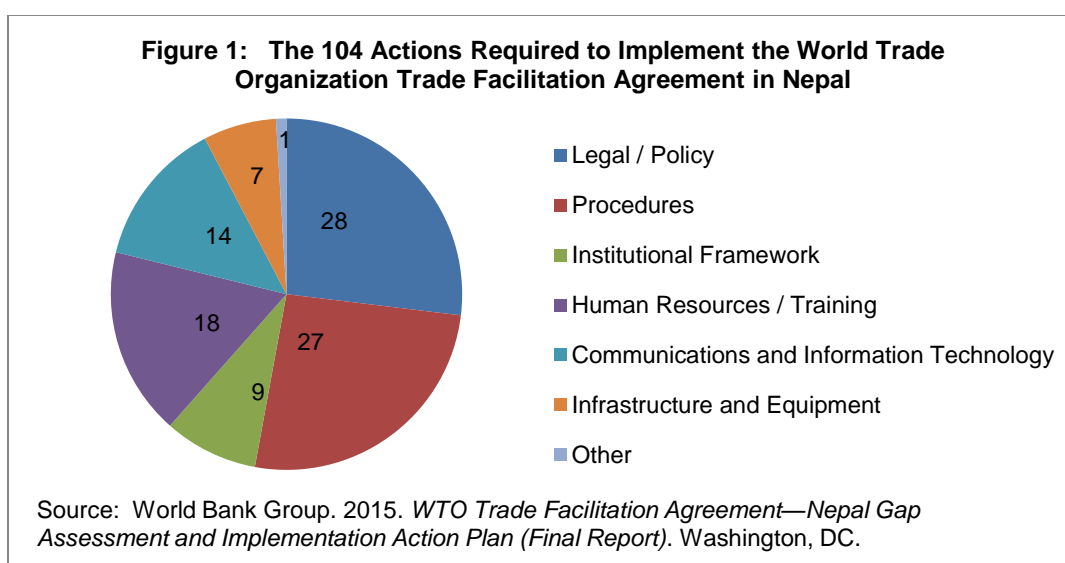 Figure 1: The 104 Actions Required to Implement the World Trade
Organization Trade Facilitation Agreement in Nepal
1
7
28
14
18
27
9
Legal / Policy
Procedures
Institutional Framework
Human Resources / Training
Communications and Information Technology
Infrastructure and Equipment
Other
Source: World Bank Group. 2015. WTO Trade Facilitation Agreement—Nepal Gap
Assessment and Implementation Action Plan (Final Report). Washington, DC.